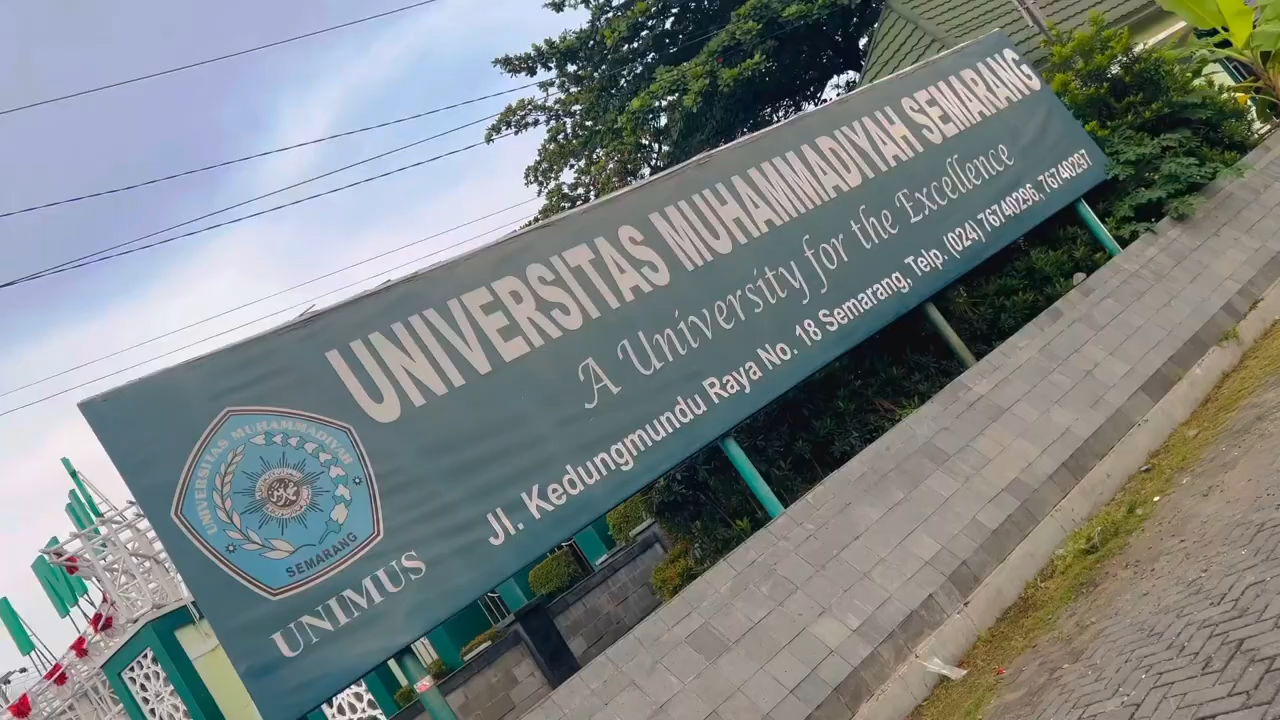 UNIVERSITAS MUHAMMADIYAH SEMARANG
A University for the Excellence
Jl. Kedungmundu Raya No. 18 Semarang, Telp. (024) 76740296, 76740297
UNIVERSITAS MUHAMMADIYAH
SEMARANG
UNIMUS